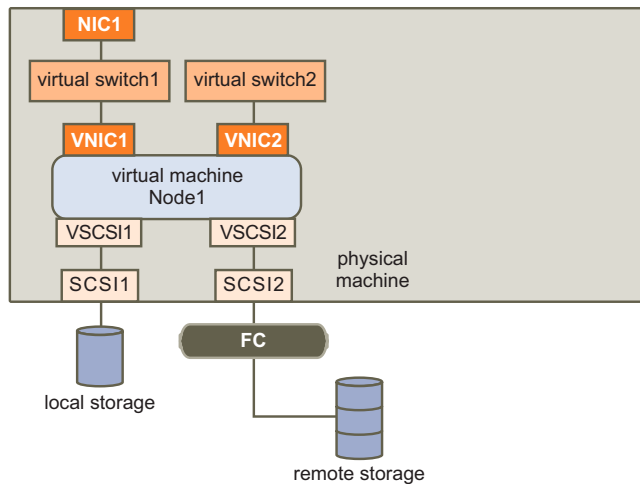 NIC1
virtual switch1
virtual switch2
VNIC1
VNIC2
virtual machine
Node1
VSCSI1
VSCSI2
physical
machine
SCSI1
SCSI2
FC
local storage
remote storage